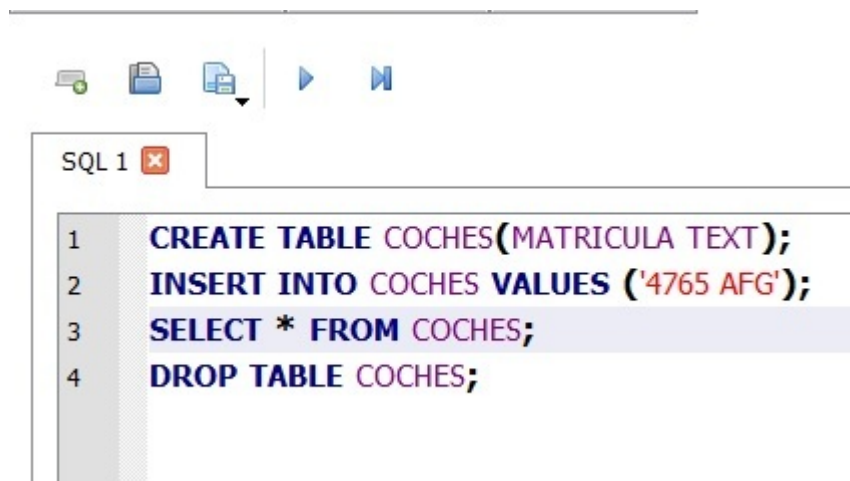 SQL 1
1 CREATE TABLE COCHES(MATRICULA TEXT);
2 INSERT INTO COCHES VALUES ('4765 AFG');
3 SELECT * FROM COCHES;
4 DROP TABLE COCHES;